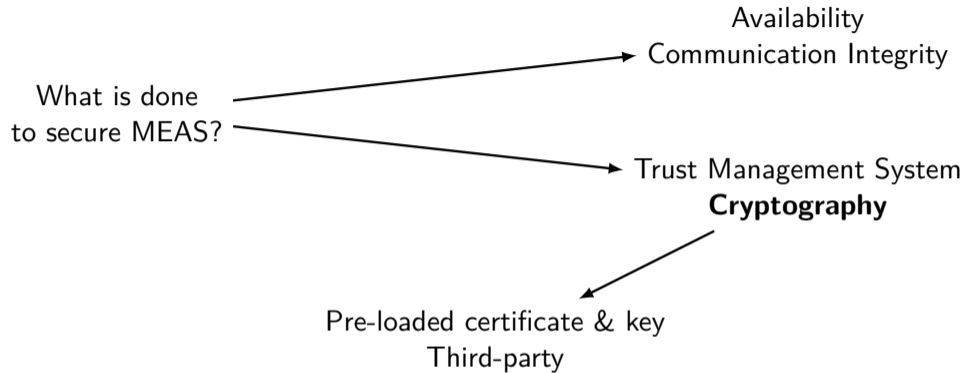 Availability
Communication Integrity
What is done
to secure MEAS?
Trust Management System
Cryptography
Pre-loaded certificate & key
Third-party